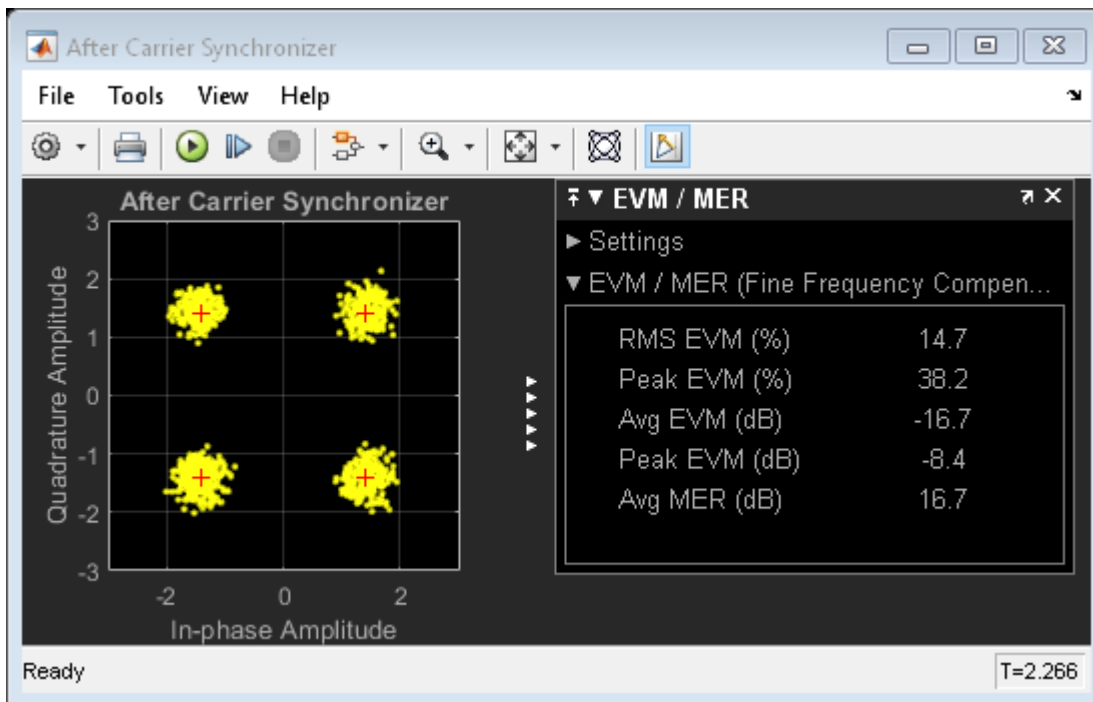 After Carrier Synchronizer
File Tools View Help
After Carrier Synchronizer
3
2
1
0
-1
-2
-3
Quadrature Amplitude
-2 0 2
In-phase Amplitude
EVM / MER
Settings
EVM / MER (Fine Frequency Compen...
RMS EVM (%) 14.7
Peak EVM (%) 38.2
Avg EVM (dB) -16.7
Peak EVM (dB) -8.4
Avg MER (dB) 16.7
Ready T=2.266